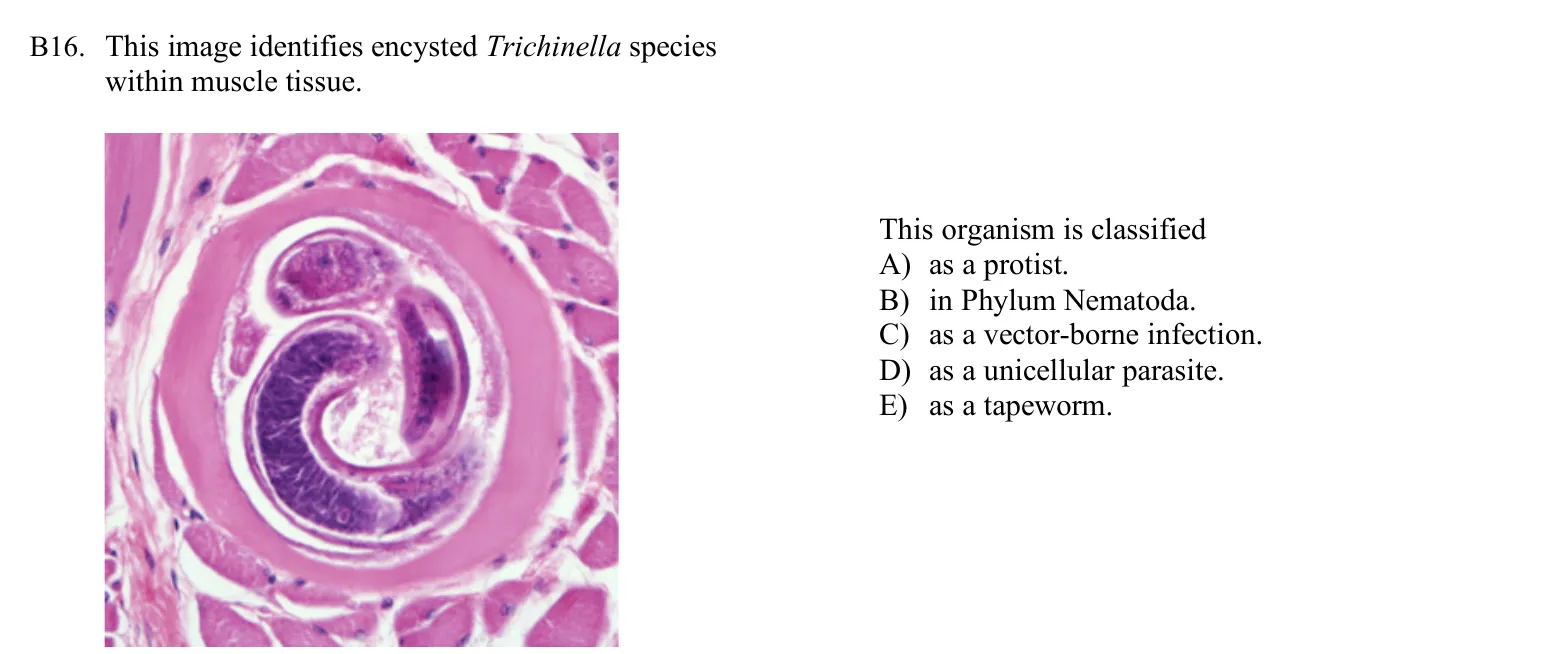 B16. This image identifies encysted Trichinella species
within muscle tissue.
This organism is classified
A) as a protist.
B) in Phylum Nematoda.
C) as a vector-borne infection.
D) as a unicellular parasite.
E) as a tapeworm.